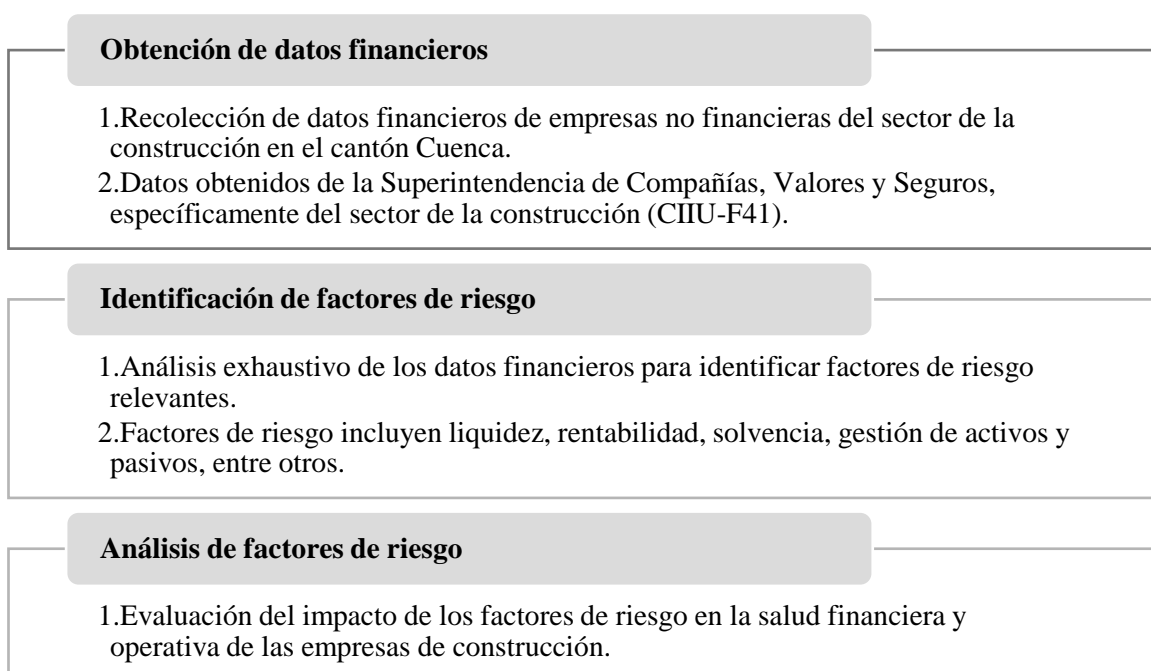 Obtención de datos financieros
1.Recolección de datos financieros de empresas no financieras del sector de la
construcción en el cantón Cuenca.
2.Datos obtenidos de la Superintendencia de Compañías, Valores y Seguros,
específicamente del sector de la construcción (CIIU-F41).
Identificación de factores de riesgo
1.Análisis exhaustivo de los datos financieros para identificar factores de riesgo
relevantes.
2.Factores de riesgo incluyen liquidez, rentabilidad, solvencia, gestión de activos y
pasivos, entre otros.
Análisis de factores de riesgo
1.Evaluación del impacto de los factores de riesgo en la salud financiera y
operativa de las empresas de construcción.